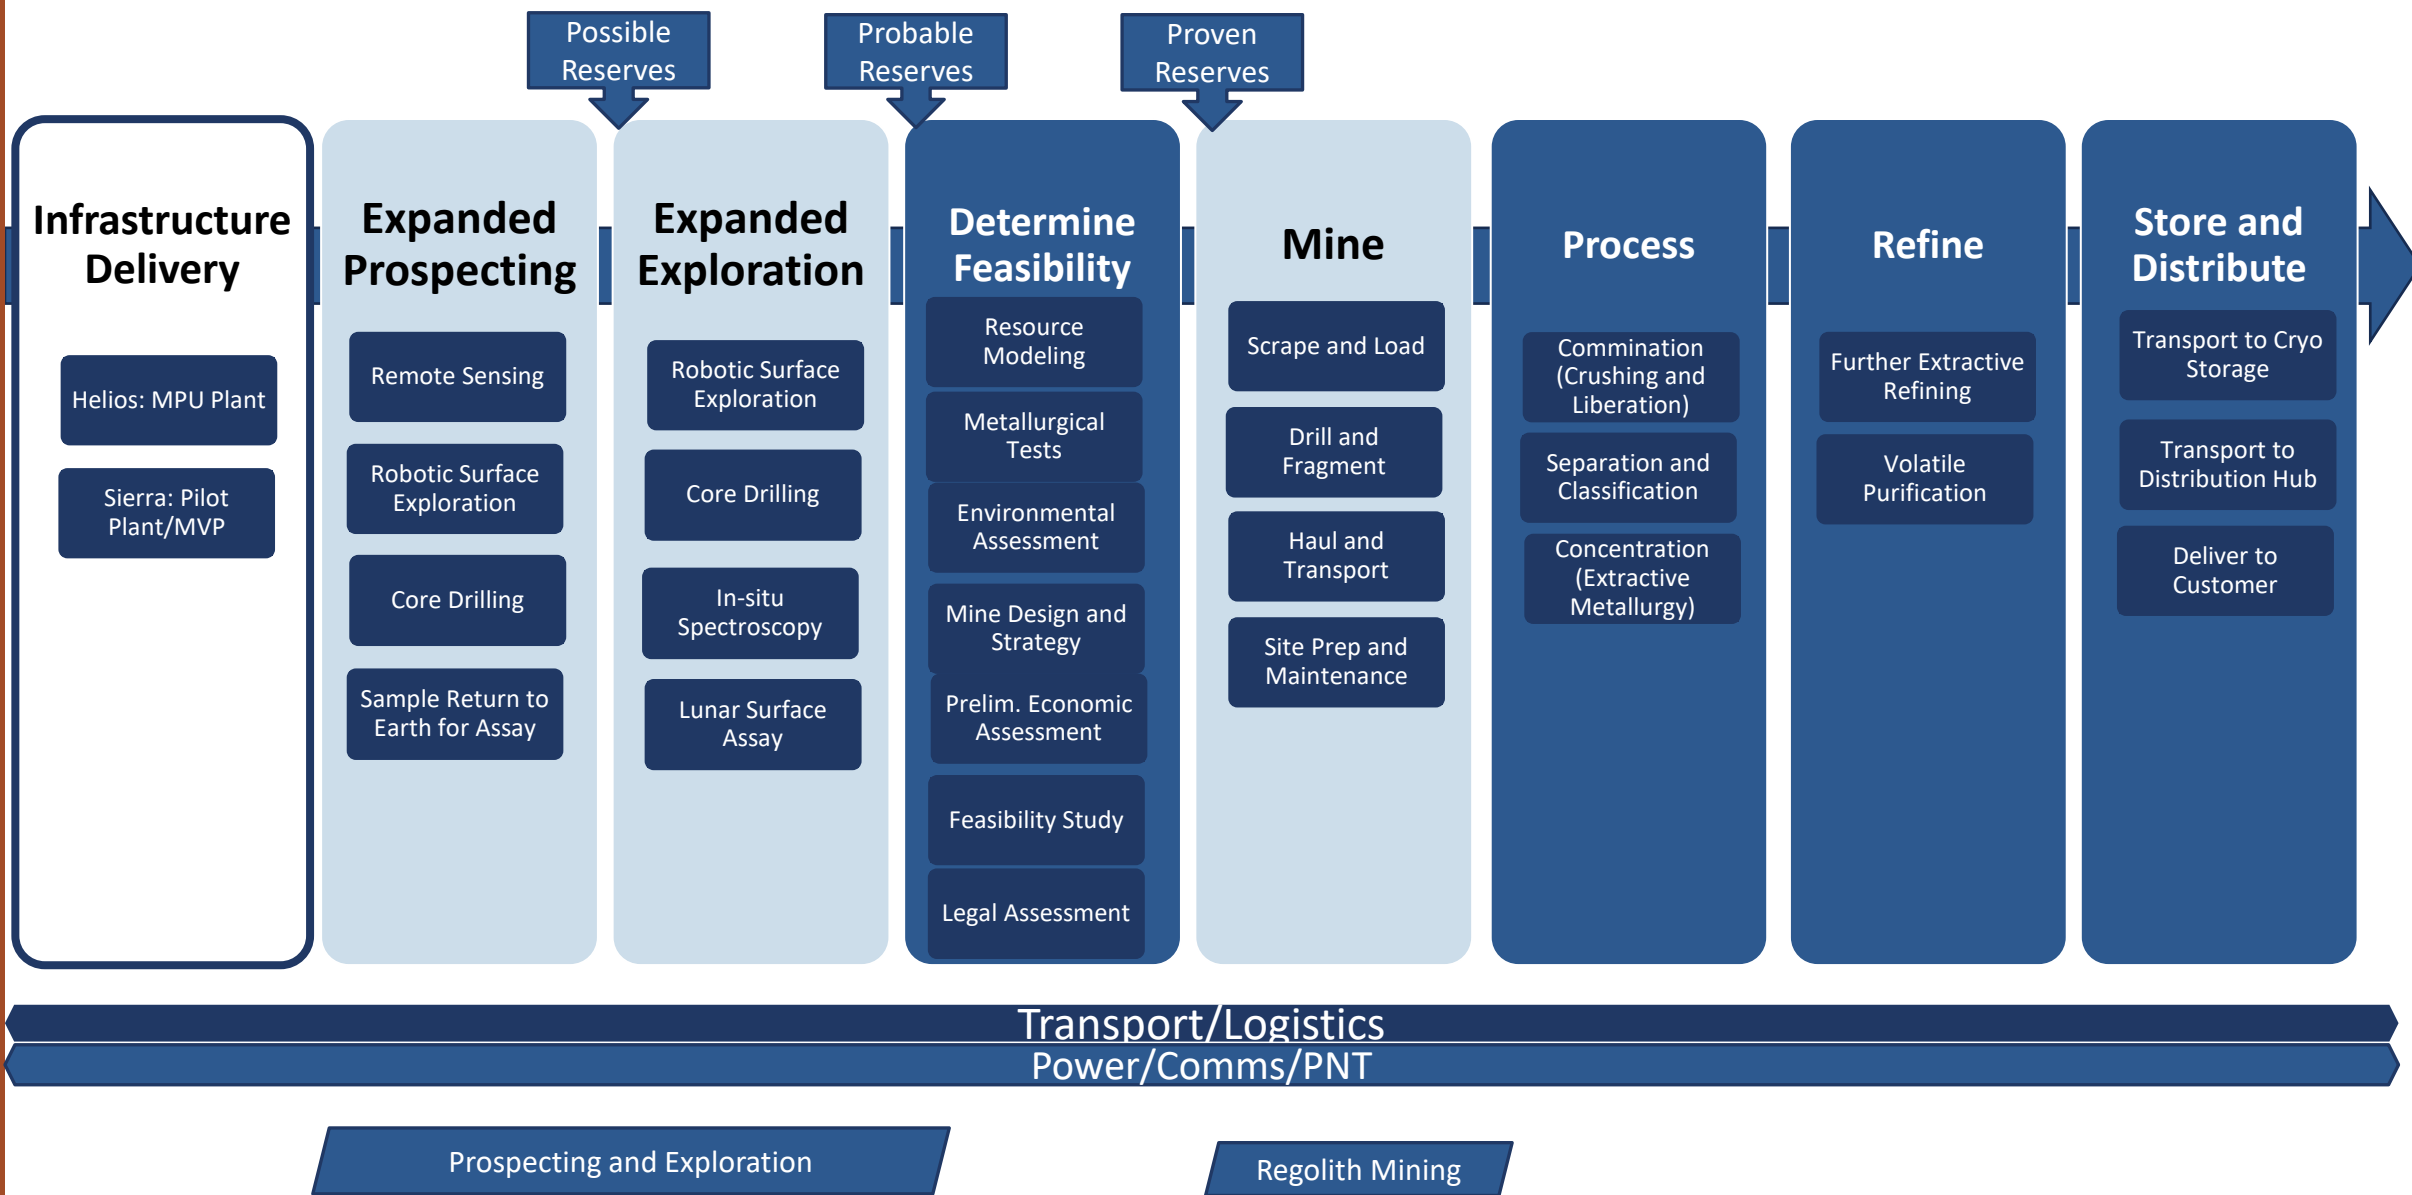 Possible
Reserves
Probable
Reserves
Proven
Reserves
Infrastructure
Delivery
Helios: MPU Plant
Sierra: Pilot
Plant/MVP
Expanded
Prospecting
Remote Sensing
Robotic Surface
Exploration
Core Drilling
Sample Return to
Earth for Assay
Expanded
Exploration
Robotic Surface
Exploration
Core Drilling
In-situ
Spectroscopy
Lunar Surface
Assay
Determine
Feasibility
Resource
Modeling
Metallurgical
Tests
Environmental
Assessment
Mine Design and
Strategy
Prelim. Economic
Assessment
Feasibility Study
Legal Assessment
Mine
Scrape and Load
Drill and
Fragment
Haul and
Transport
Site Prep and
Maintenance
Process
Commination
(Crushing and
Liberation)
Separation and
Classification
Concentration
(Extractive
Metallurgy)
Refine
Further Extractive
Refining
Volatile
Purification
Store and
Distribute
Transport to Cryo
Storage
Transport to
Distribution Hub
Deliver to
Customer
Transport/Logistics
Power/Comms/PNT
Prospecting and Exploration
Regolith Mining